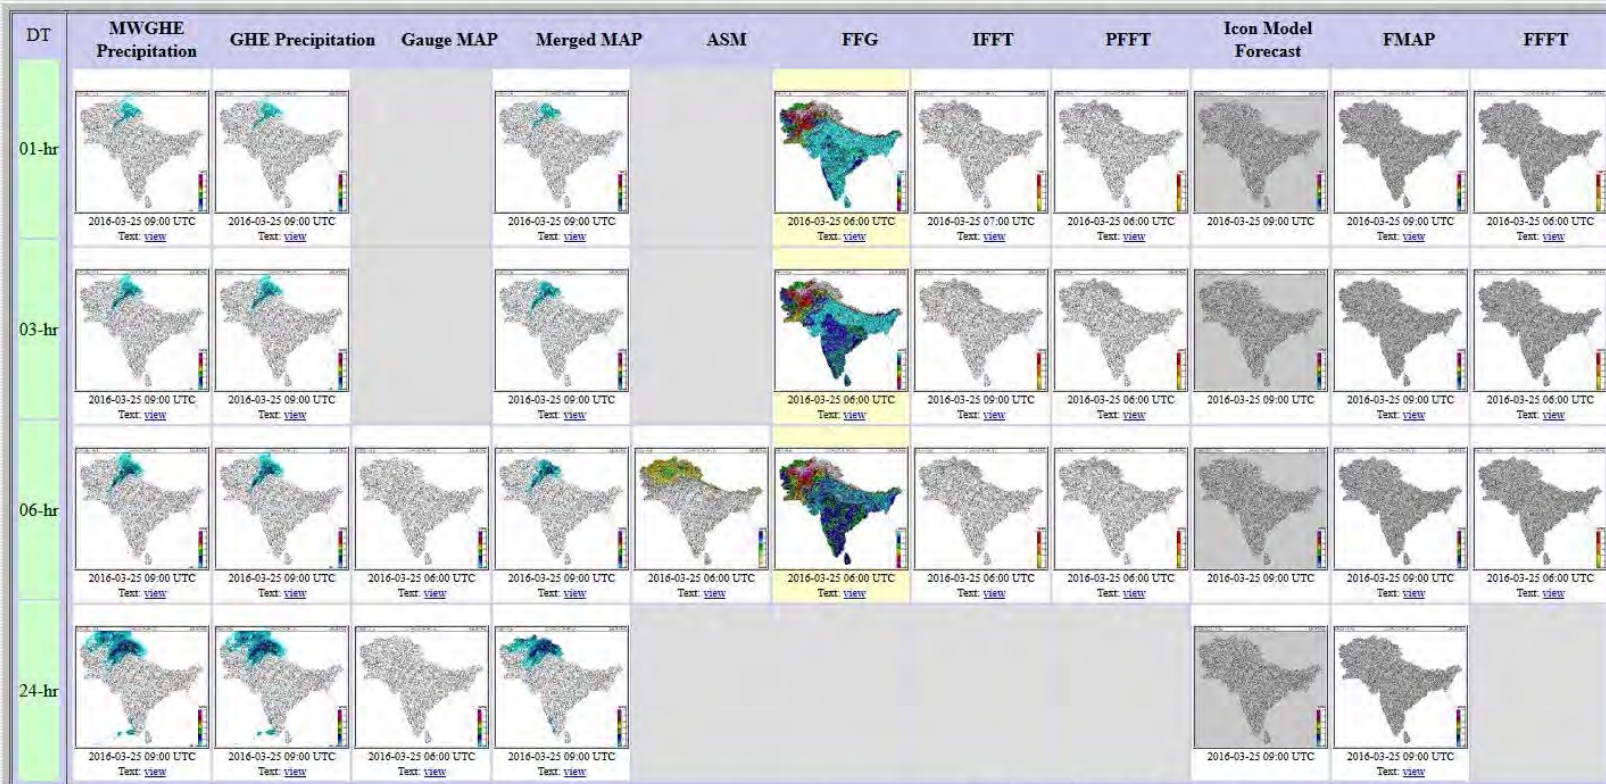 DT
MWGHE
Precipitation
GHE Precipitation
Gauge MAP
Merged MAP
ASM
FFG
IFFT
PFFT
Icon Model
Forecast
FMAP
FFFT
01-hr
2016-03-25 09:00 UTC
Text: view
2016-03-25 09:00 UTC
Text: view
2016-03-25 09:00 UTC
Text: view
2016-03-25 06:00 UTC
Text: view
2016-03-25 07:00 UTC
Text: view
2016-03-25 06:00 UTC
Text: view
2016-03-25 09:00 UTC
2016-03-25 09:00 UTC
Text: view
2016-03-25 06:00 UTC
Text: view
03-hr
2016-03-25 09:00 UTC
Text: view
2016-03-25 09:00 UTC
Text: view
2016-03-25 09:00 UTC
Text: view
2016-03-25 06:00 UTC
Text: view
2016-03-25 09:00 UTC
Text: view
2016-03-25 06:00 UTC
Text: view
2016-03-25 09:00 UTC
2016-03-25 09:00 UTC
Text: view
2016-03-25 06:00 UTC
Text: view
06-hr
2016-03-25 09:00 UTC
Text: view
2016-03-25 09:00 UTC
Text: view
2016-03-25 06:00 UTC
Text: view
2016-03-25 09:00 UTC
Text: view
2016-03-25 06:00 UTC
Text: view
2016-03-25 06:00 UTC
Text: view
2016-03-25 06:00 UTC
Text: view
2016-03-25 06:00 UTC
Text: view
2016-03-25 09:00 UTC
2016-03-25 09:00 UTC
Text: view
2016-03-25 06:00 UTC
Text: view
24-hr
2016-03-25 09:00 UTC
Text: view
2016-03-25 09:00 UTC
Text: view
2016-03-25 06:00 UTC
Text: view
2016-03-25 09:00 UTC
Text: view
2016-03-25 09:00 UTC
2016-03-25 09:00 UTC
Text: view